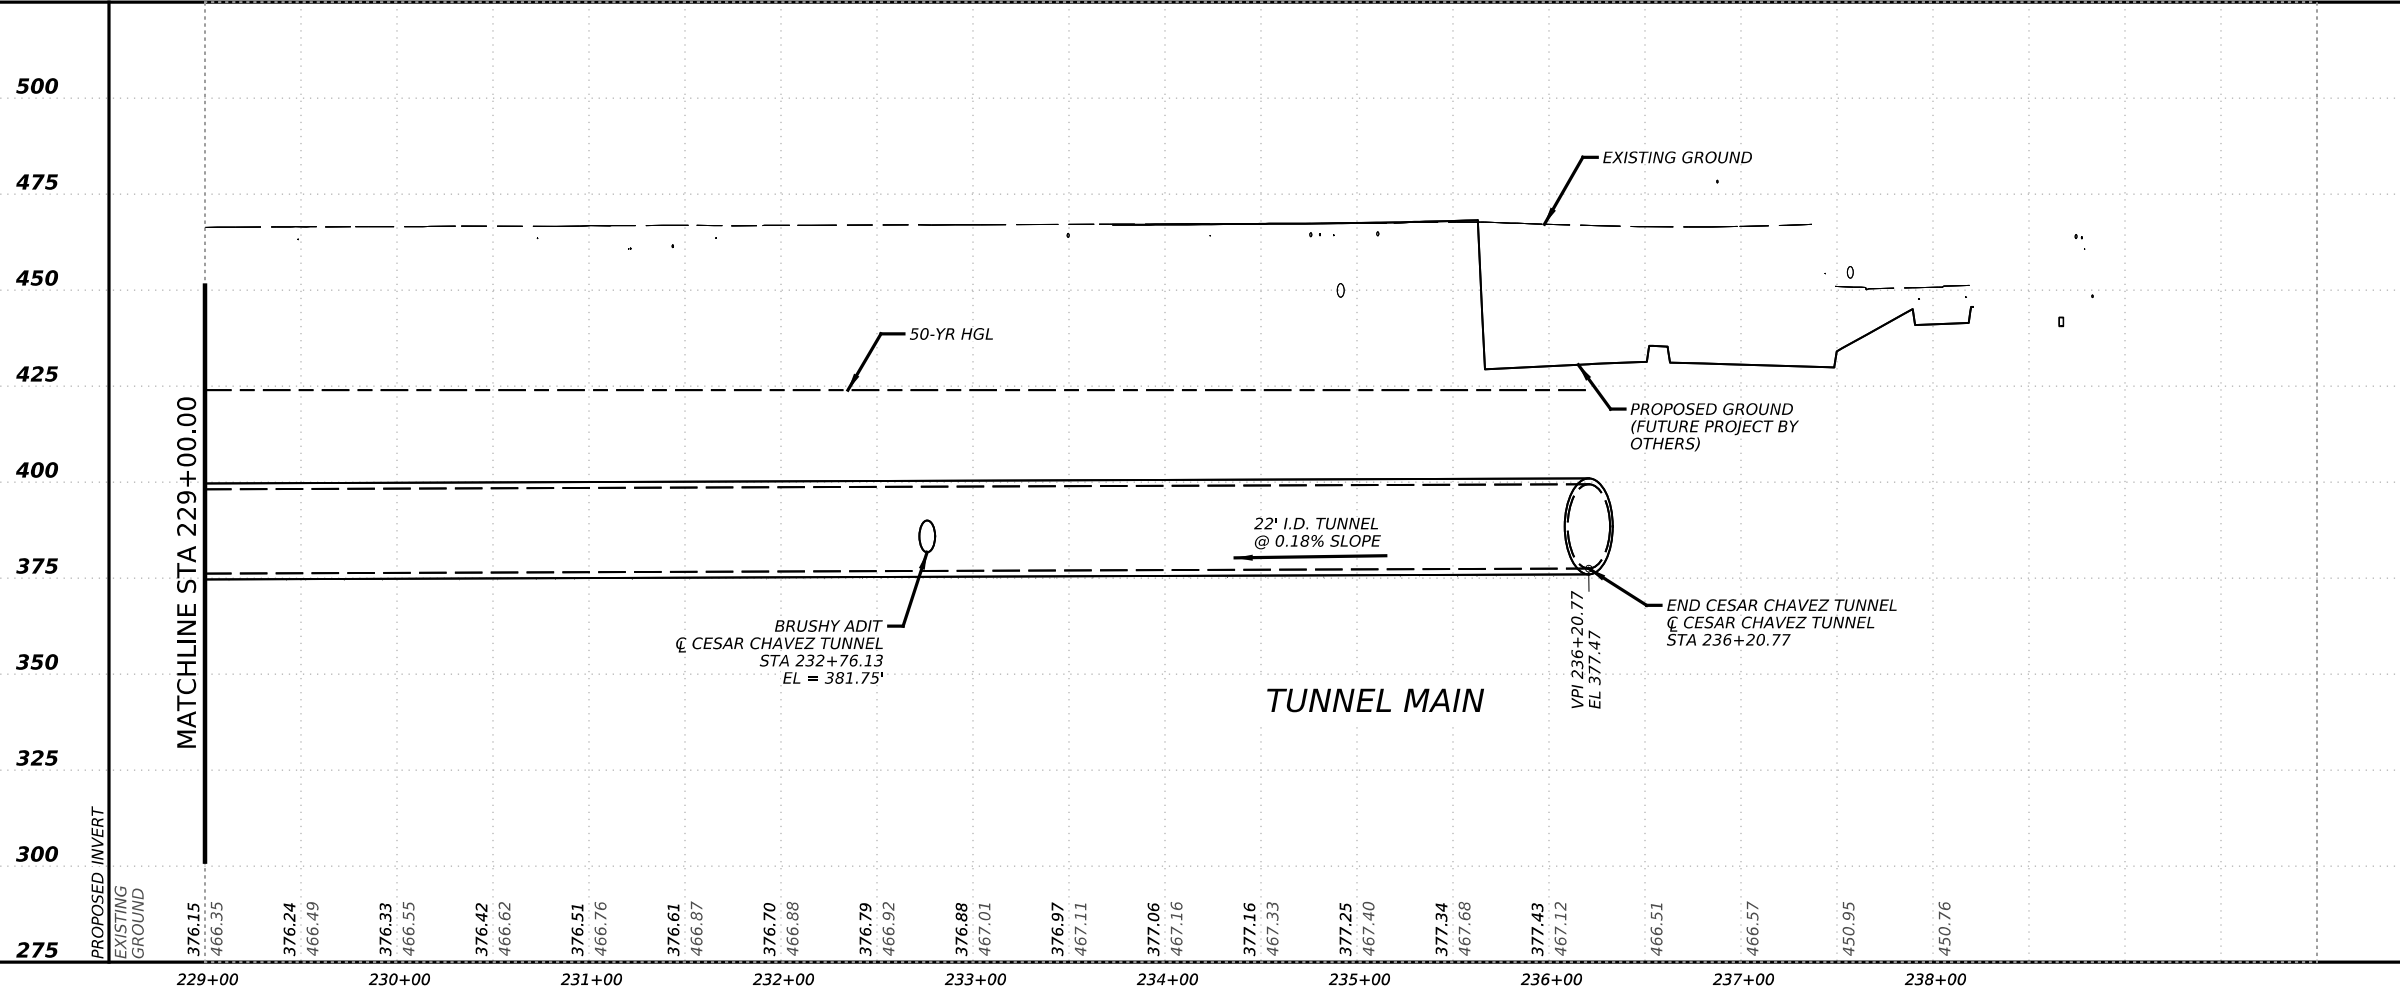 500
475
450
425
400
375
350
325
300
275
EXISTING GROUND
50-YR HGL
PROPOSED GROUND
(FUTURE PROJECT BY
OTHERS)
22' I.D. TUNNEL
@ 0.18% SLOPE
BRUSHY ADIT
℄ CESAR CHAVEZ TUNNEL
STA 232+76.13
EL = 381.75'
END CESAR CHAVEZ TUNNEL
℄ CESAR CHAVEZ TUNNEL
STA 236+20.77
VPI 236+20.77
EL 377.47
TUNNEL MAIN
MATCHLINE STA 229+00.00
PROPOSED INVERT
EXISTING
GROUND
376.15
466.35
376.24
466.49
376.33
466.55
376.42
466.62
376.51
466.76
376.61
466.87
376.70
466.88
376.79
466.92
376.88
467.01
376.97
467.11
377.06
467.16
377.16
467.33
377.25
467.40
377.34
467.68
377.43
467.12
466.51
466.57
450.95
450.76
229+00
230+00
231+00
232+00
233+00
234+00
235+00
236+00
237+00
238+00